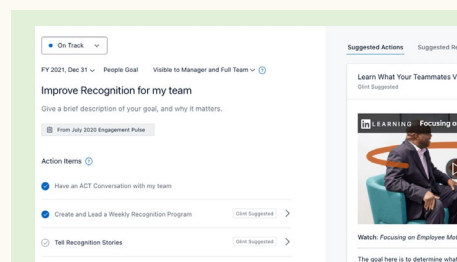 On Track
FY 2021, Dec 31 People Goal Visible to Manager and Full Team ?
Improve Recognition for my team
Give a brief description of your goal, and why it matters.
From July 2020 Engagement Pulse
Action Items ?
Have an ACT Conversation with my team
Create and Lead a Weekly Recognition Program Glint Suggested
Tell Recognition Stories Glint Suggested
Suggested Actions Suggested Re
Learn What Your Teammates V
Glint Suggested
in LEARNING Focusing o
Watch: Focusing on Employee Mot
The goal here is to determine what